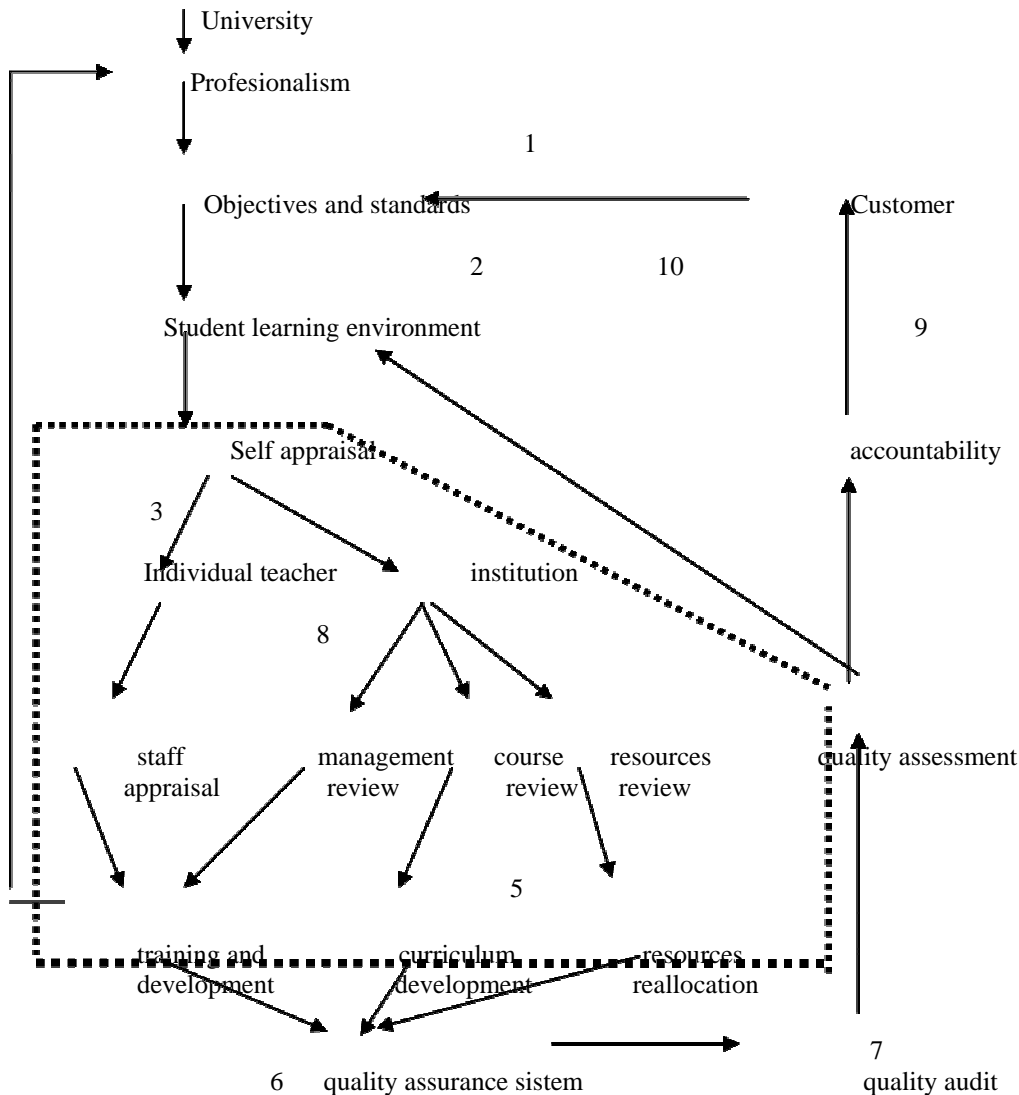 University
Profesionalism
1
Objectives and standards
Customer
2
10
Student learning environment
9
Self appraisal
accountability
3
Individual teacher
institution
8
staff
appraisal
management
review
course
review
resources
review
quality assessment
5
training and
development
curriculum
development
resources
reallocation
7
6
quality assurance sistem
quality audit